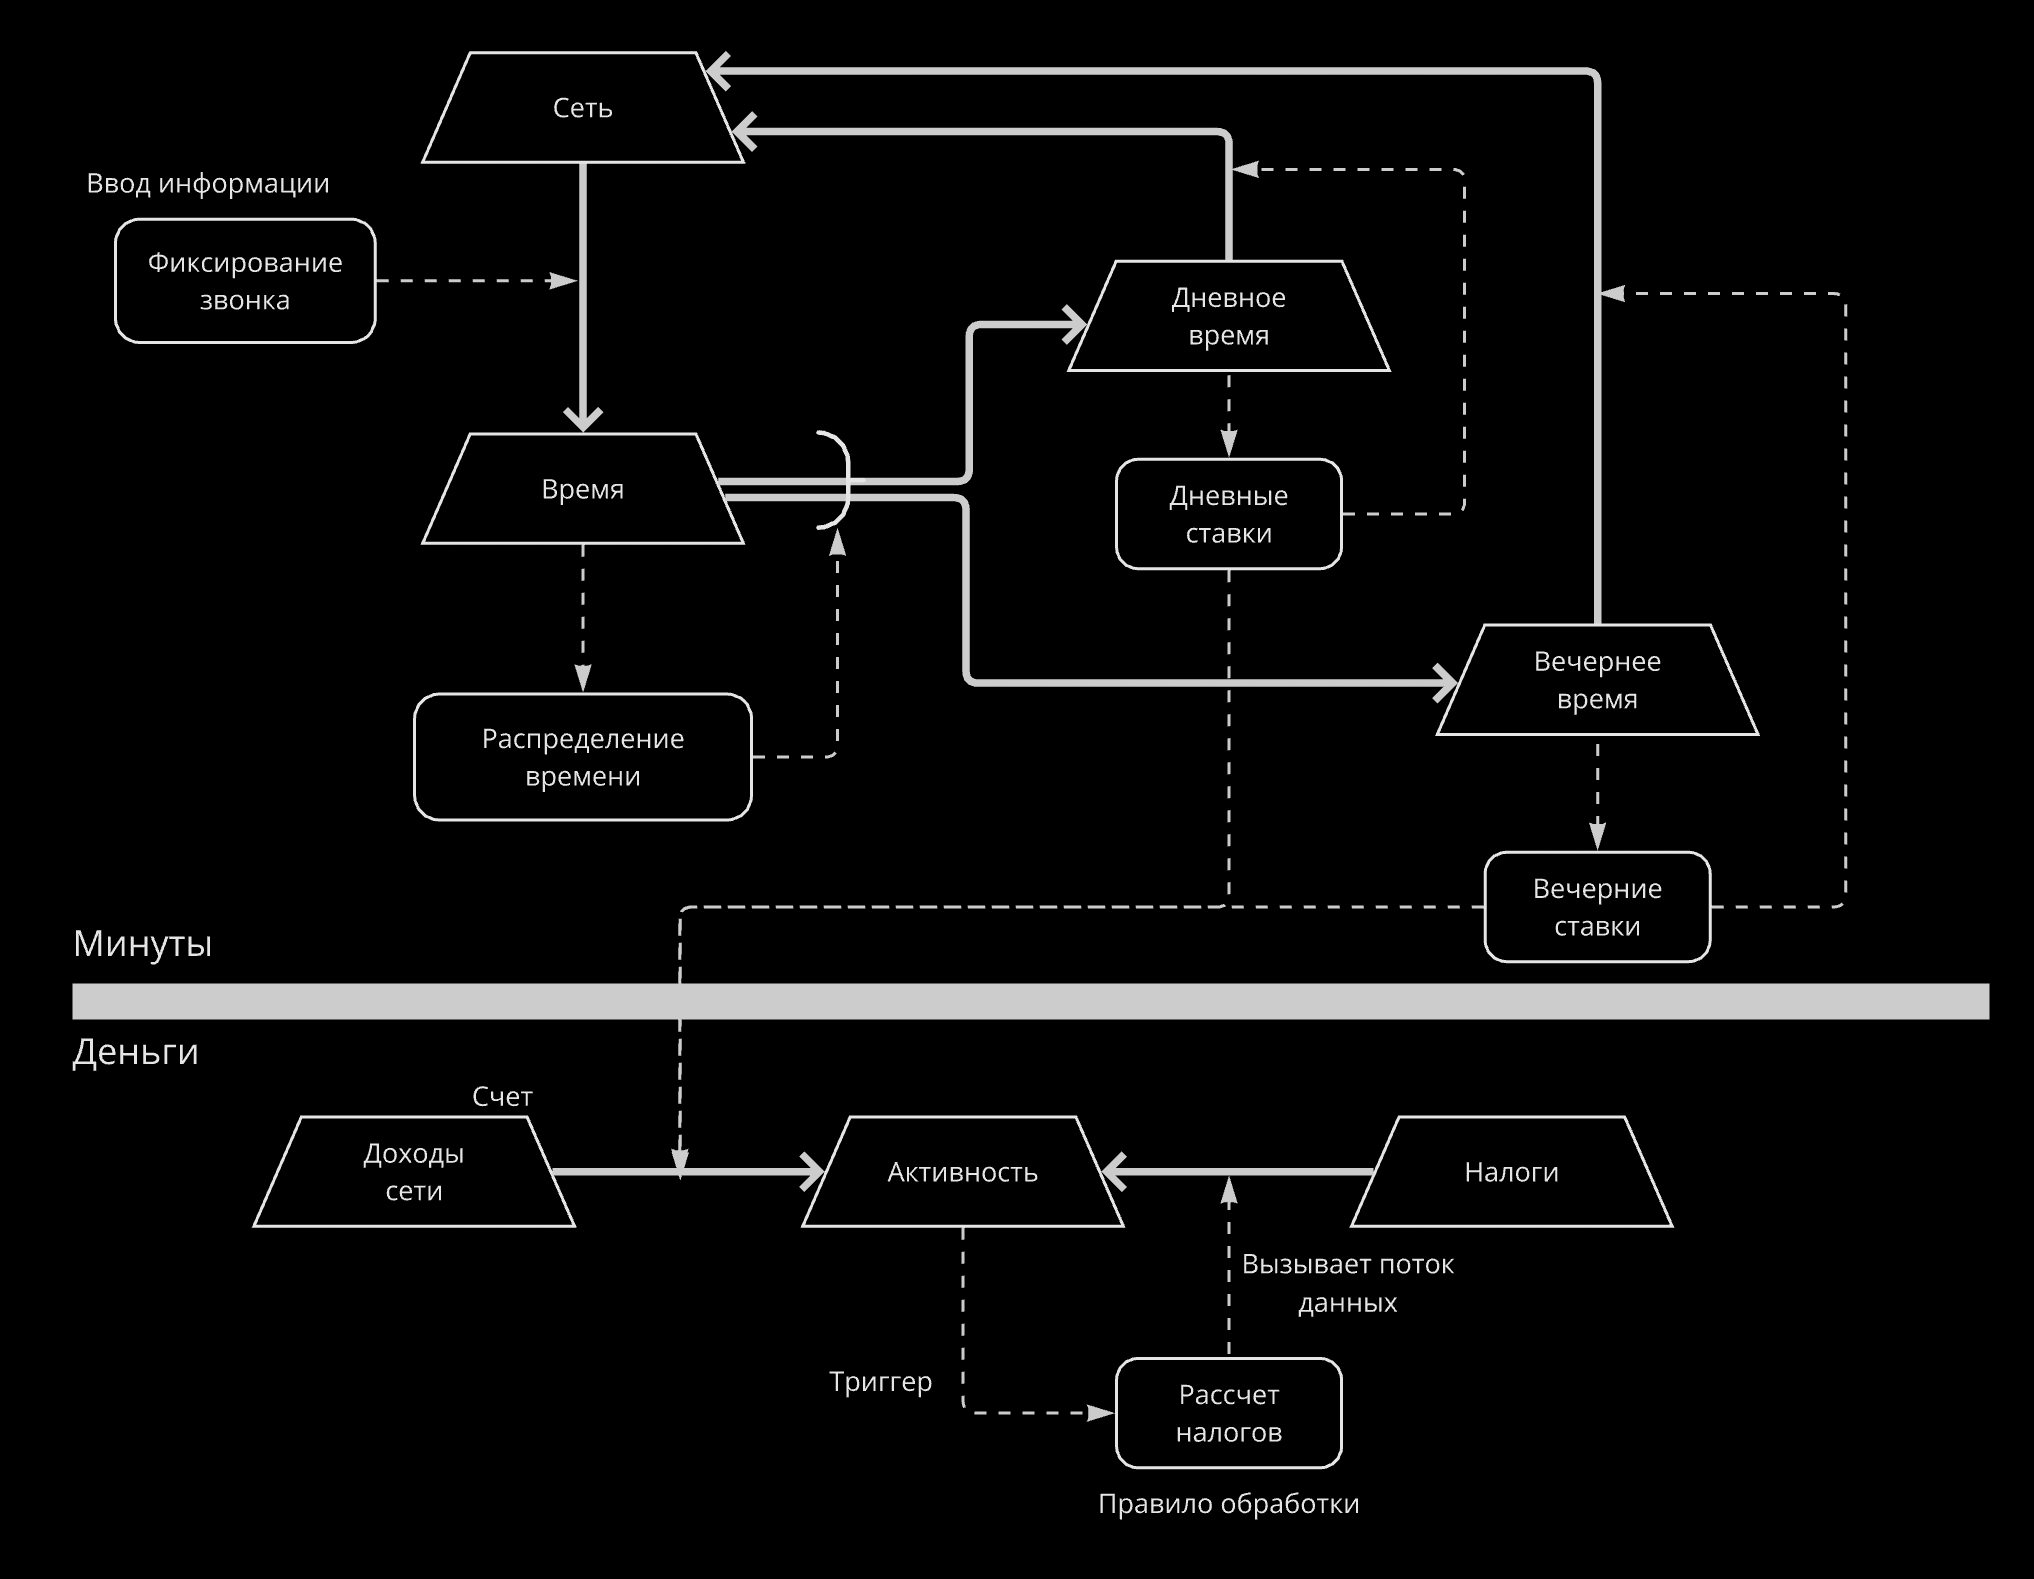 Сеть
Ввод информации
Фиксирование
звонка
Дневное
время
Время
Дневные
ставки
Вечернее
время
Распределение
времени
Вечерние
ставки
Минуты
Деньги
Счет
Доходы
сети
Активность
Налоги
Вызывает поток
данных
Триггер
Рассчет
налогов
Правило обработки